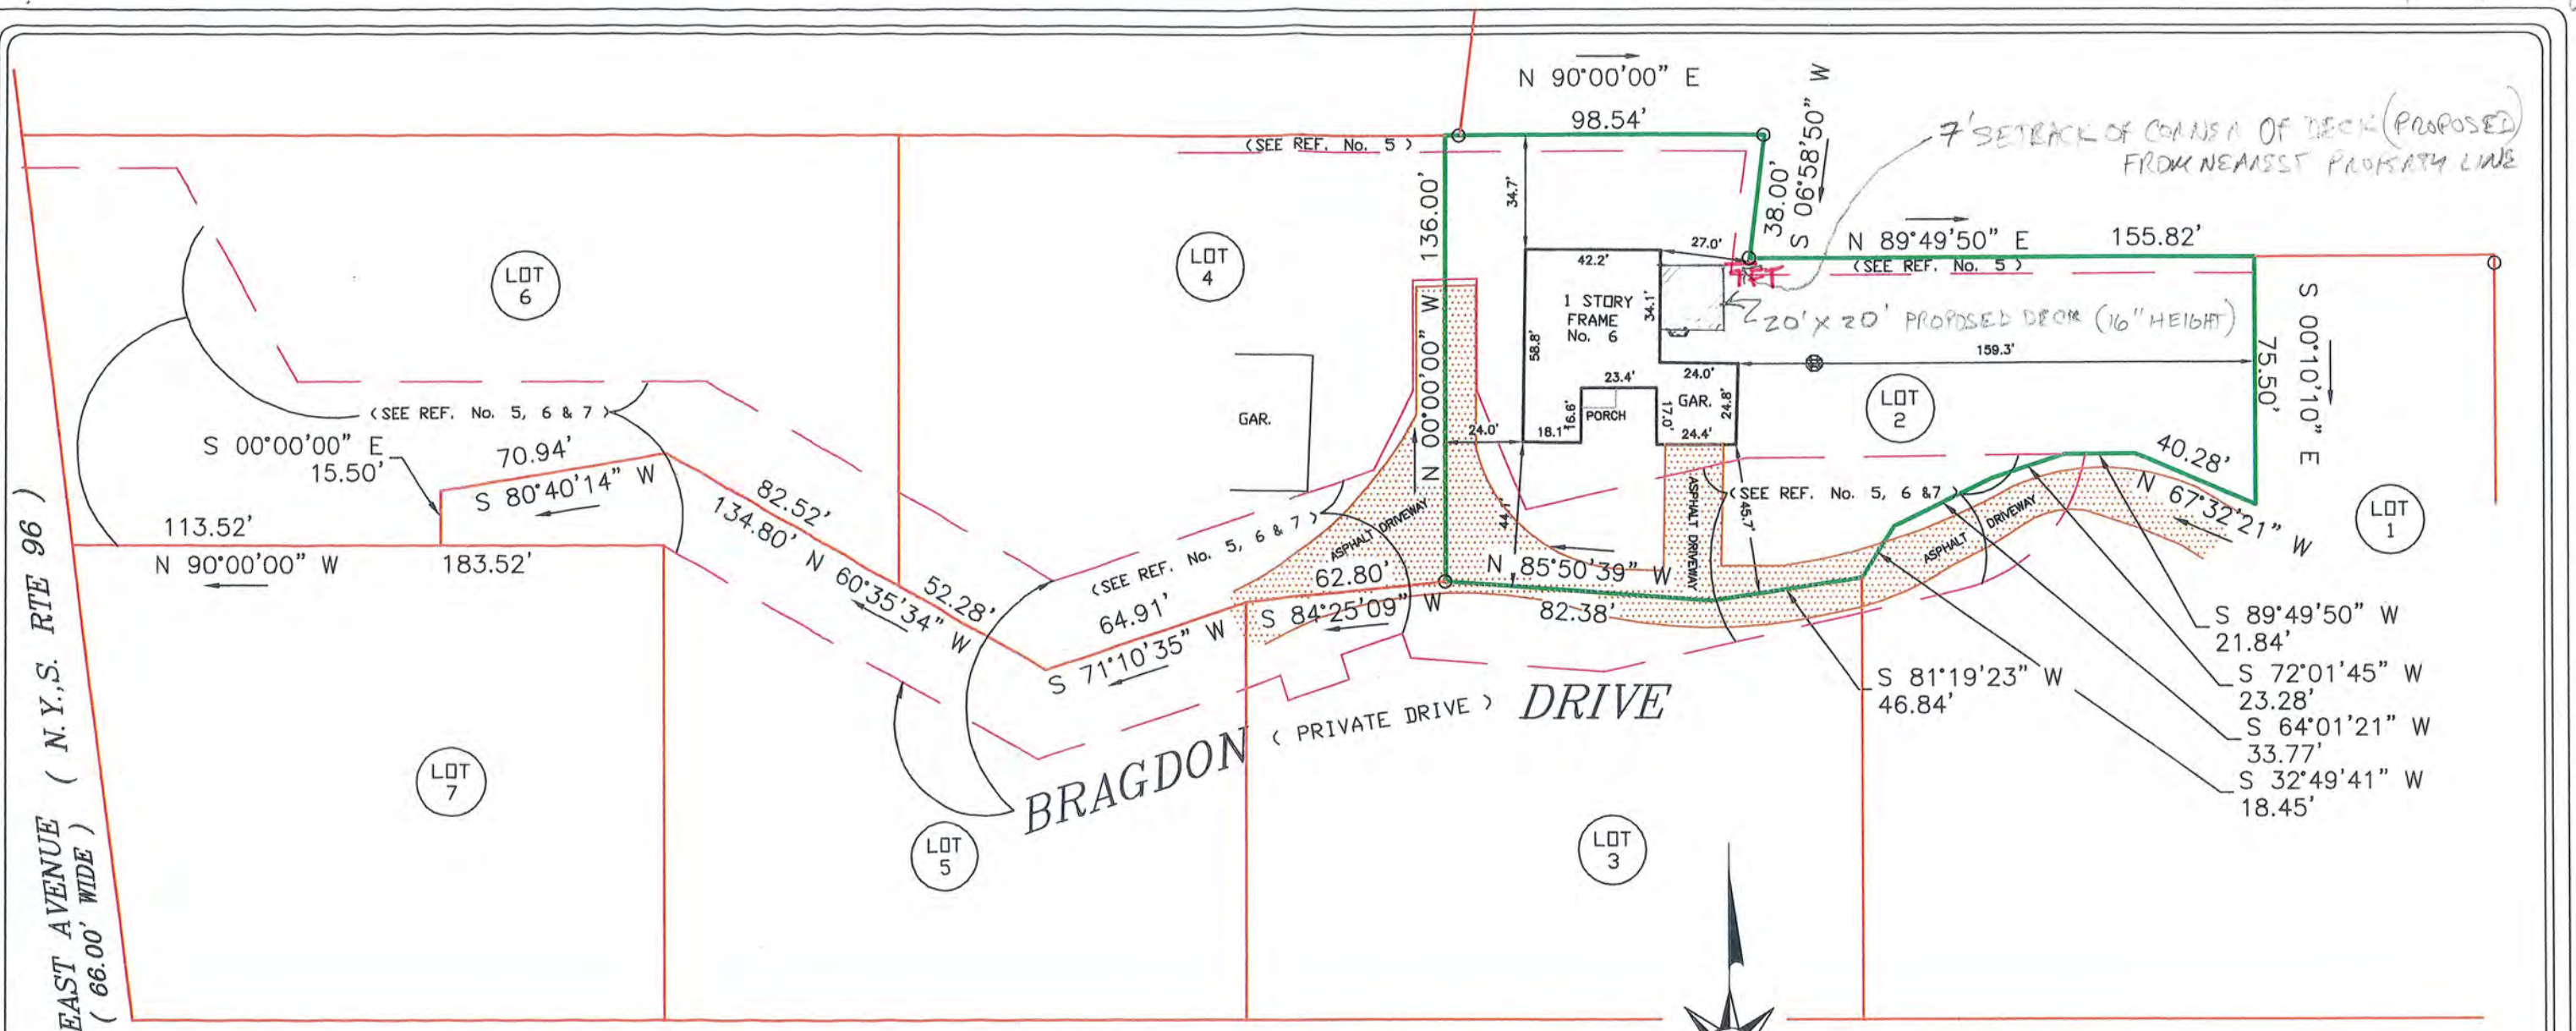 N 90°00'00" E
98.54'
S 06°58'50" W
38.00'
7' SETBACK OF CORNER OF DECK (PROPOSED)
FROM NEAREST PROPERTY LINE
(SEE REF. No. 5)
136.00'
N 00°00'00" W
34.7'
27.0'
N 89°49'50" E
155.82'
(SEE REF. No. 5)
7 FT
42.2'
1 STORY
FRAME
No. 6
34.1'
58.8'
20' X 20' PROPOSED DECK (16" HEIGHT)
159.3'
S 00°10'10" E
75.50'
LOT
6
LOT
4
LOT
2
LOT
1
GAR.
23.4'
24.0'
GAR.
24.8'
PORCH
16.6'
17.0'
18.1'
24.4'
24.0'
44.1'
45.7'
(SEE REF. No. 5, 6 & 7)
S 00°00'00" E
15.50'
70.94'
S 80°40'14" W
82.52'
134.80'
N 60°35'34" W
52.28'
113.52'
N 90°00'00" W
183.52'
(SEE REF. No. 5, 6 & 7)
64.91'
S 71°10'35" W
62.80'
S 84°25'09" W
ASPHALT DRIVEWAY
ASPHALT DRIVEWAY
(SEE REF. No. 5, 6 &7)
N 85°50'39" W
82.38'
ASPHALT
DRIVEWAY
40.28'
N 67°32'21" W
S 89°49'50" W
21.84'
S 72°01'45" W
23.28'
S 64°01'21" W
33.77'
S 32°49'41" W
18.45'
S 81°19'23" W
46.84'
BRAGDON (PRIVATE DRIVE) DRIVE
LOT
7
LOT
5
LOT
3
EAST AVENUE (N.Y.S. RTE 96)
(66.00' WIDE)